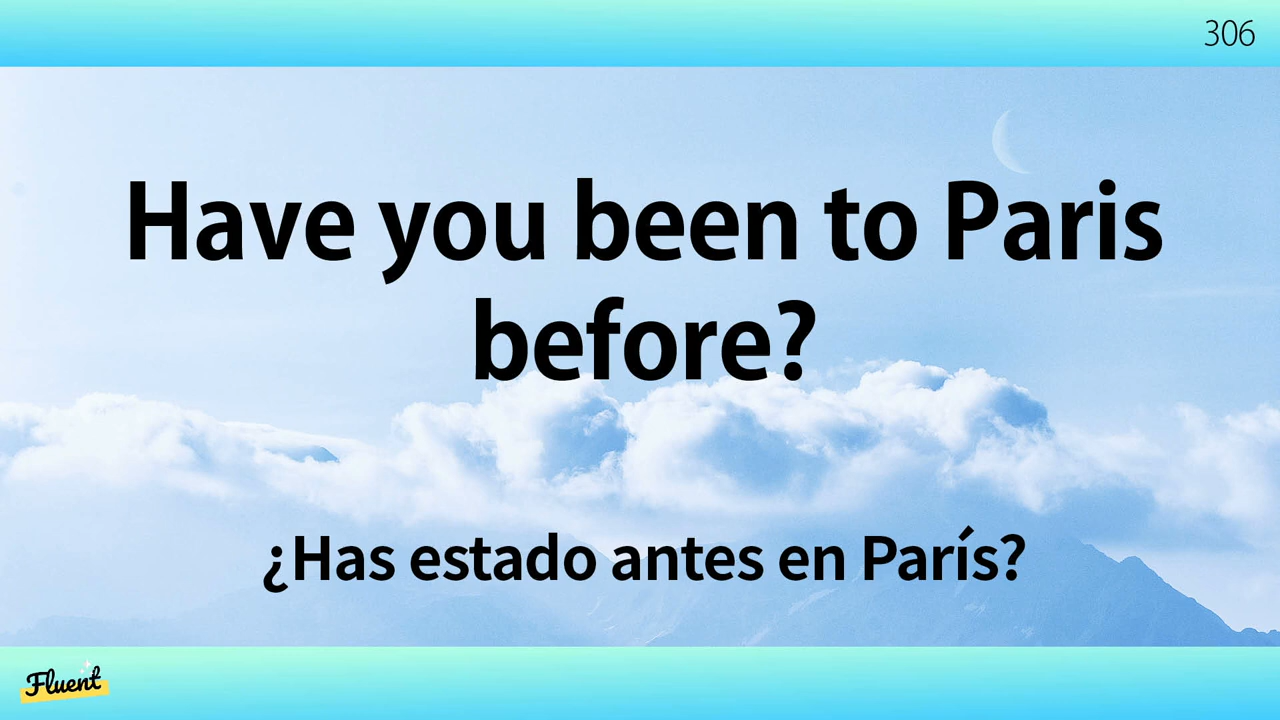 306
Have you been to Paris
before?
¿Has estado antes en París?
Fluent